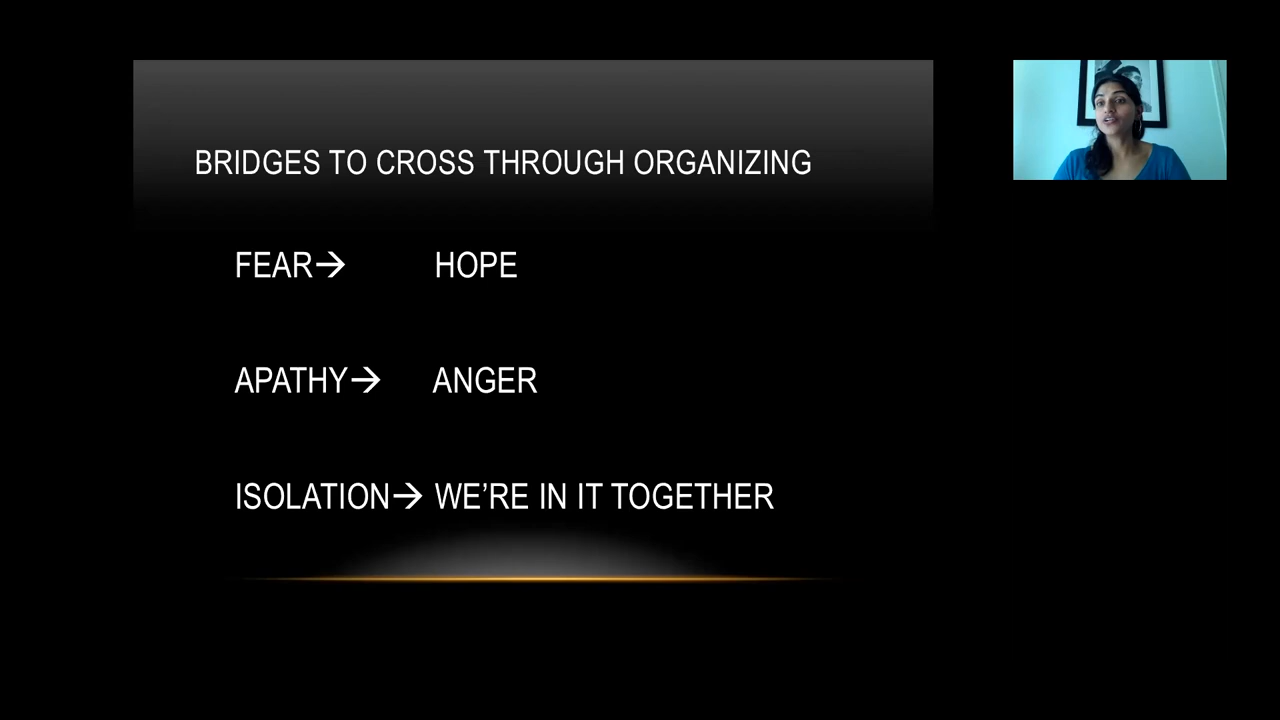 BRIDGES TO CROSS THROUGH ORGANIZING
FEAR→ HOPE
APATHY→ ANGER
ISOLATION→ WE’RE IN IT TOGETHER